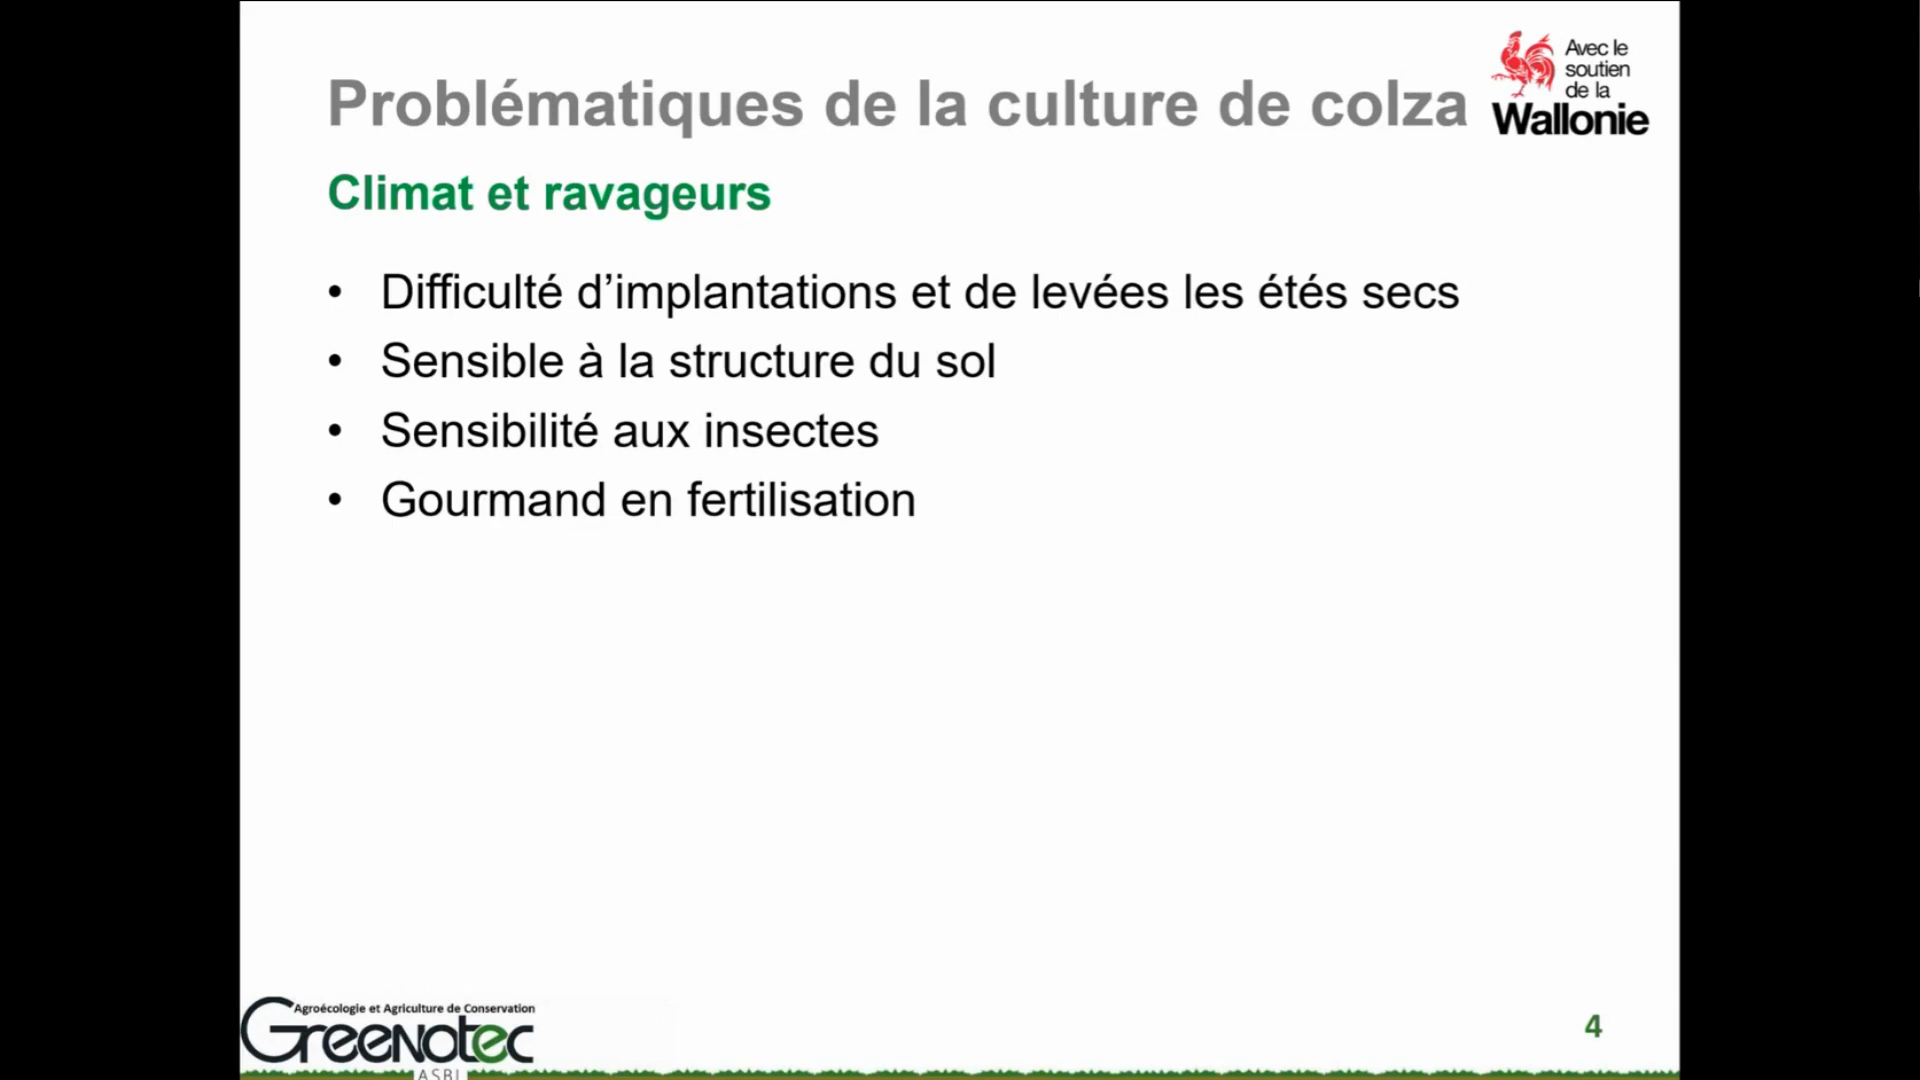 Problématiques de la culture de colza
Avec le
soutien
de la
Wallonie
Climat et ravageurs
• Difficulté d’implantations et de levées les étés secs
• Sensible à la structure du sol
• Sensibilité aux insectes
• Gourmand en fertilisation
Agroécologie et Agriculture de Conservation
Greenotec
ASBL
4